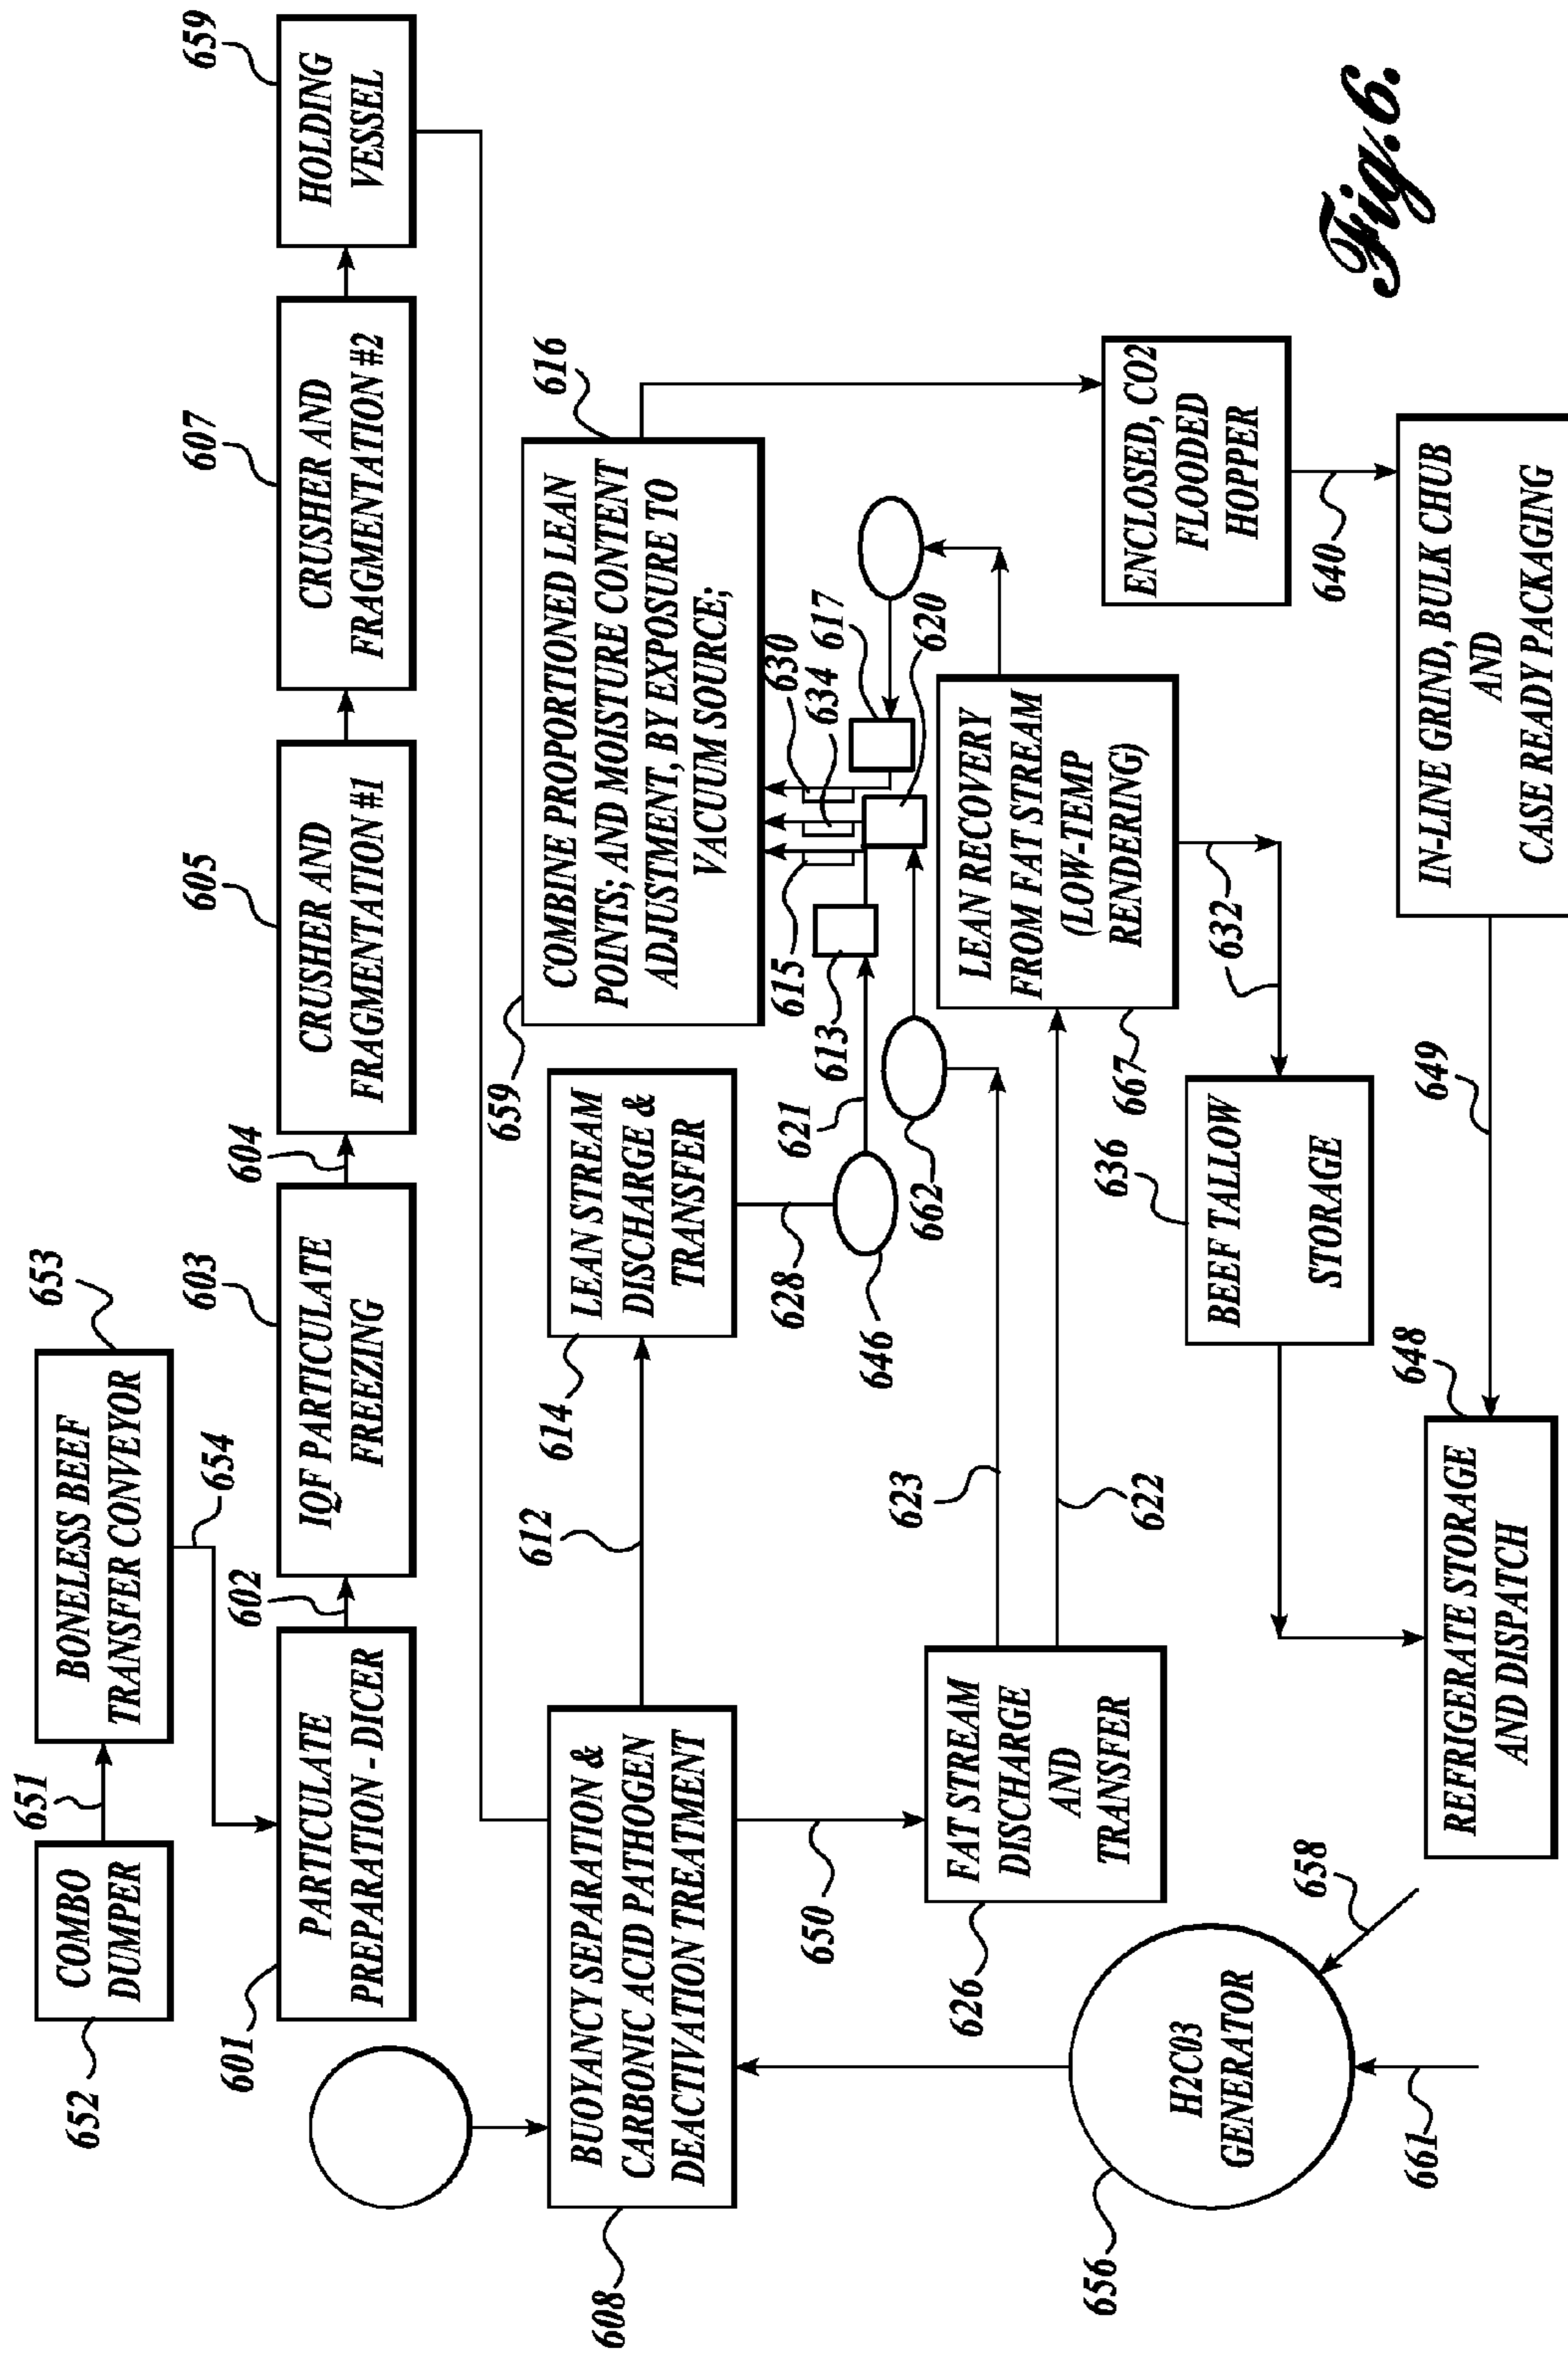 652
COMBO
DUMPER
651
BONELESS BEEF
TRANSFER CONVEYOR
653
654
601
PARTICULATE
PREPARATION - DICER
602
IQF PARTICULATE
FREEZING
603
604
CRUSHER AND
FRAGMENTATION #1
605
CRUSHER AND
FRAGMENTATION #2
607
HOLDING
VESSEL
659
608
BUOYANCY SEPARATION &
CARBONIC ACID PATHOGEN
DEACTIVATION TREATMENT
612
614
LEAN STREAM
DISCHARGE &
TRANSFER
659
COMBINE PROPORTIONED LEAN
POINTS; AND MOISTURE CONTENT
ADJUSTMENT, BY EXPOSURE TO
VACUUM SOURCE;
616
628
646
621
613
615
630
634
617
620
662
650
626
FAT STREAM
DISCHARGE
AND
TRANSFER
623
622
667
LEAN RECOVERY
FROM FAT STREAM
(LOW-TEMP
RENDERING)
632
ENCLOSED, CO2
FLOODED
HOPPER
640
656
H2C03
GENERATOR
658
661
636
BEEF TALLOW
STORAGE
648
REFRIGERATE STORAGE
AND DISPATCH
649
IN-LINE GRIND, BULK CHUB
AND
CASE READY PACKAGING
Fig.6.